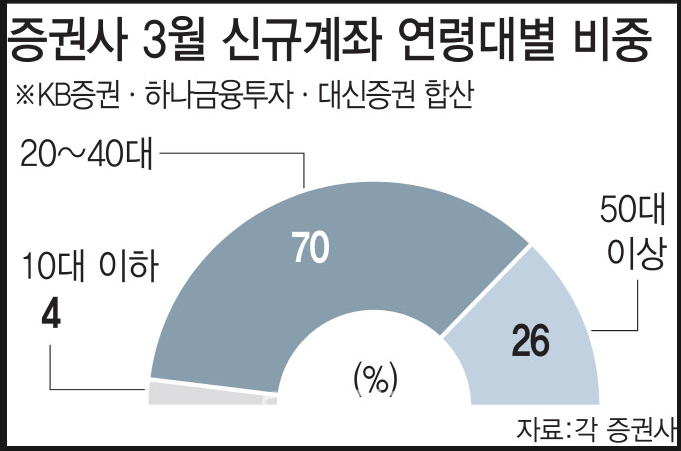 증권사 3월 신규계좌 연령대별 비중
※KB증권·하나금융투자·대신증권 합산
20～40대
70
50대
이상
10대 이하
4
26
(%)
자료:각 증권사